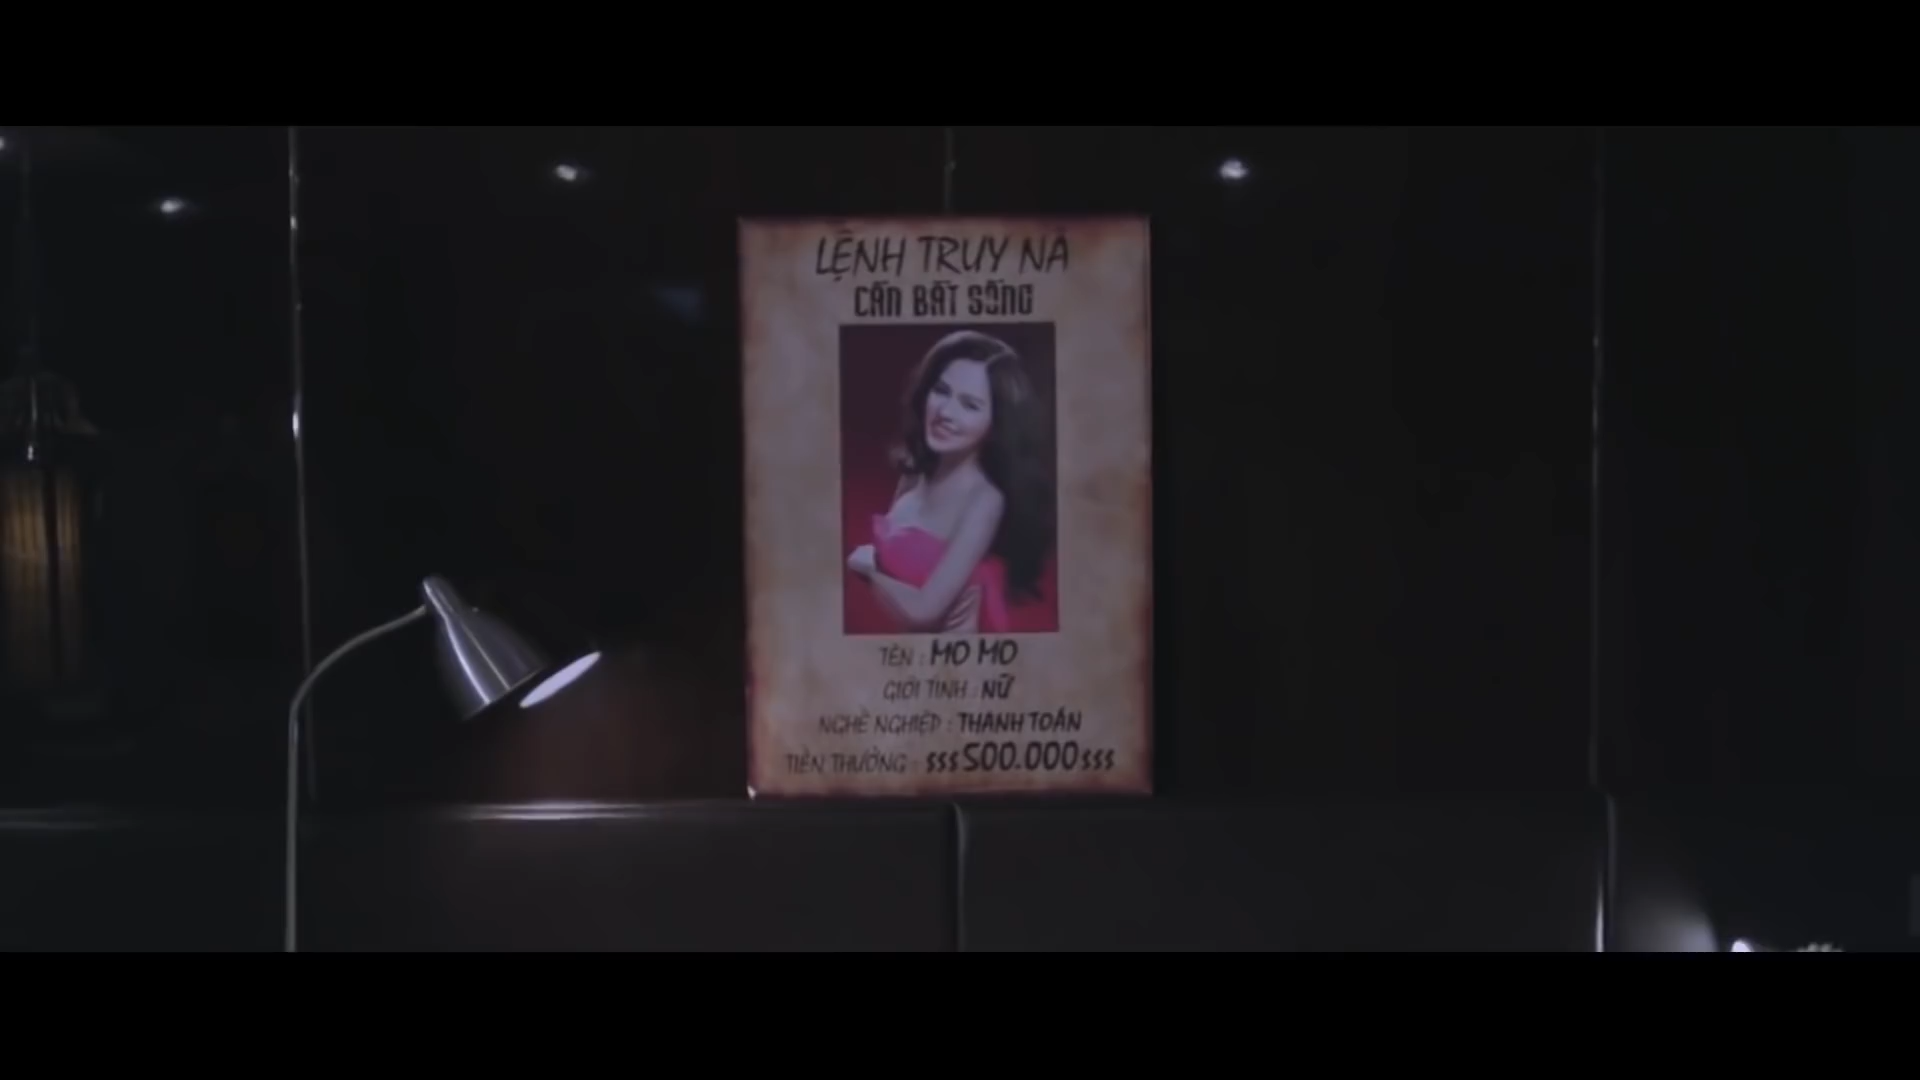 LỆNH TRUY NÃ
CẦN BẮT SỐNG
TÊN : MO MO
GIỚI TÍNH : NỮ
NGHỀ NGHIỆP : THANH TOÁN
TIỀN THƯỞNG : $$$500.000$$$